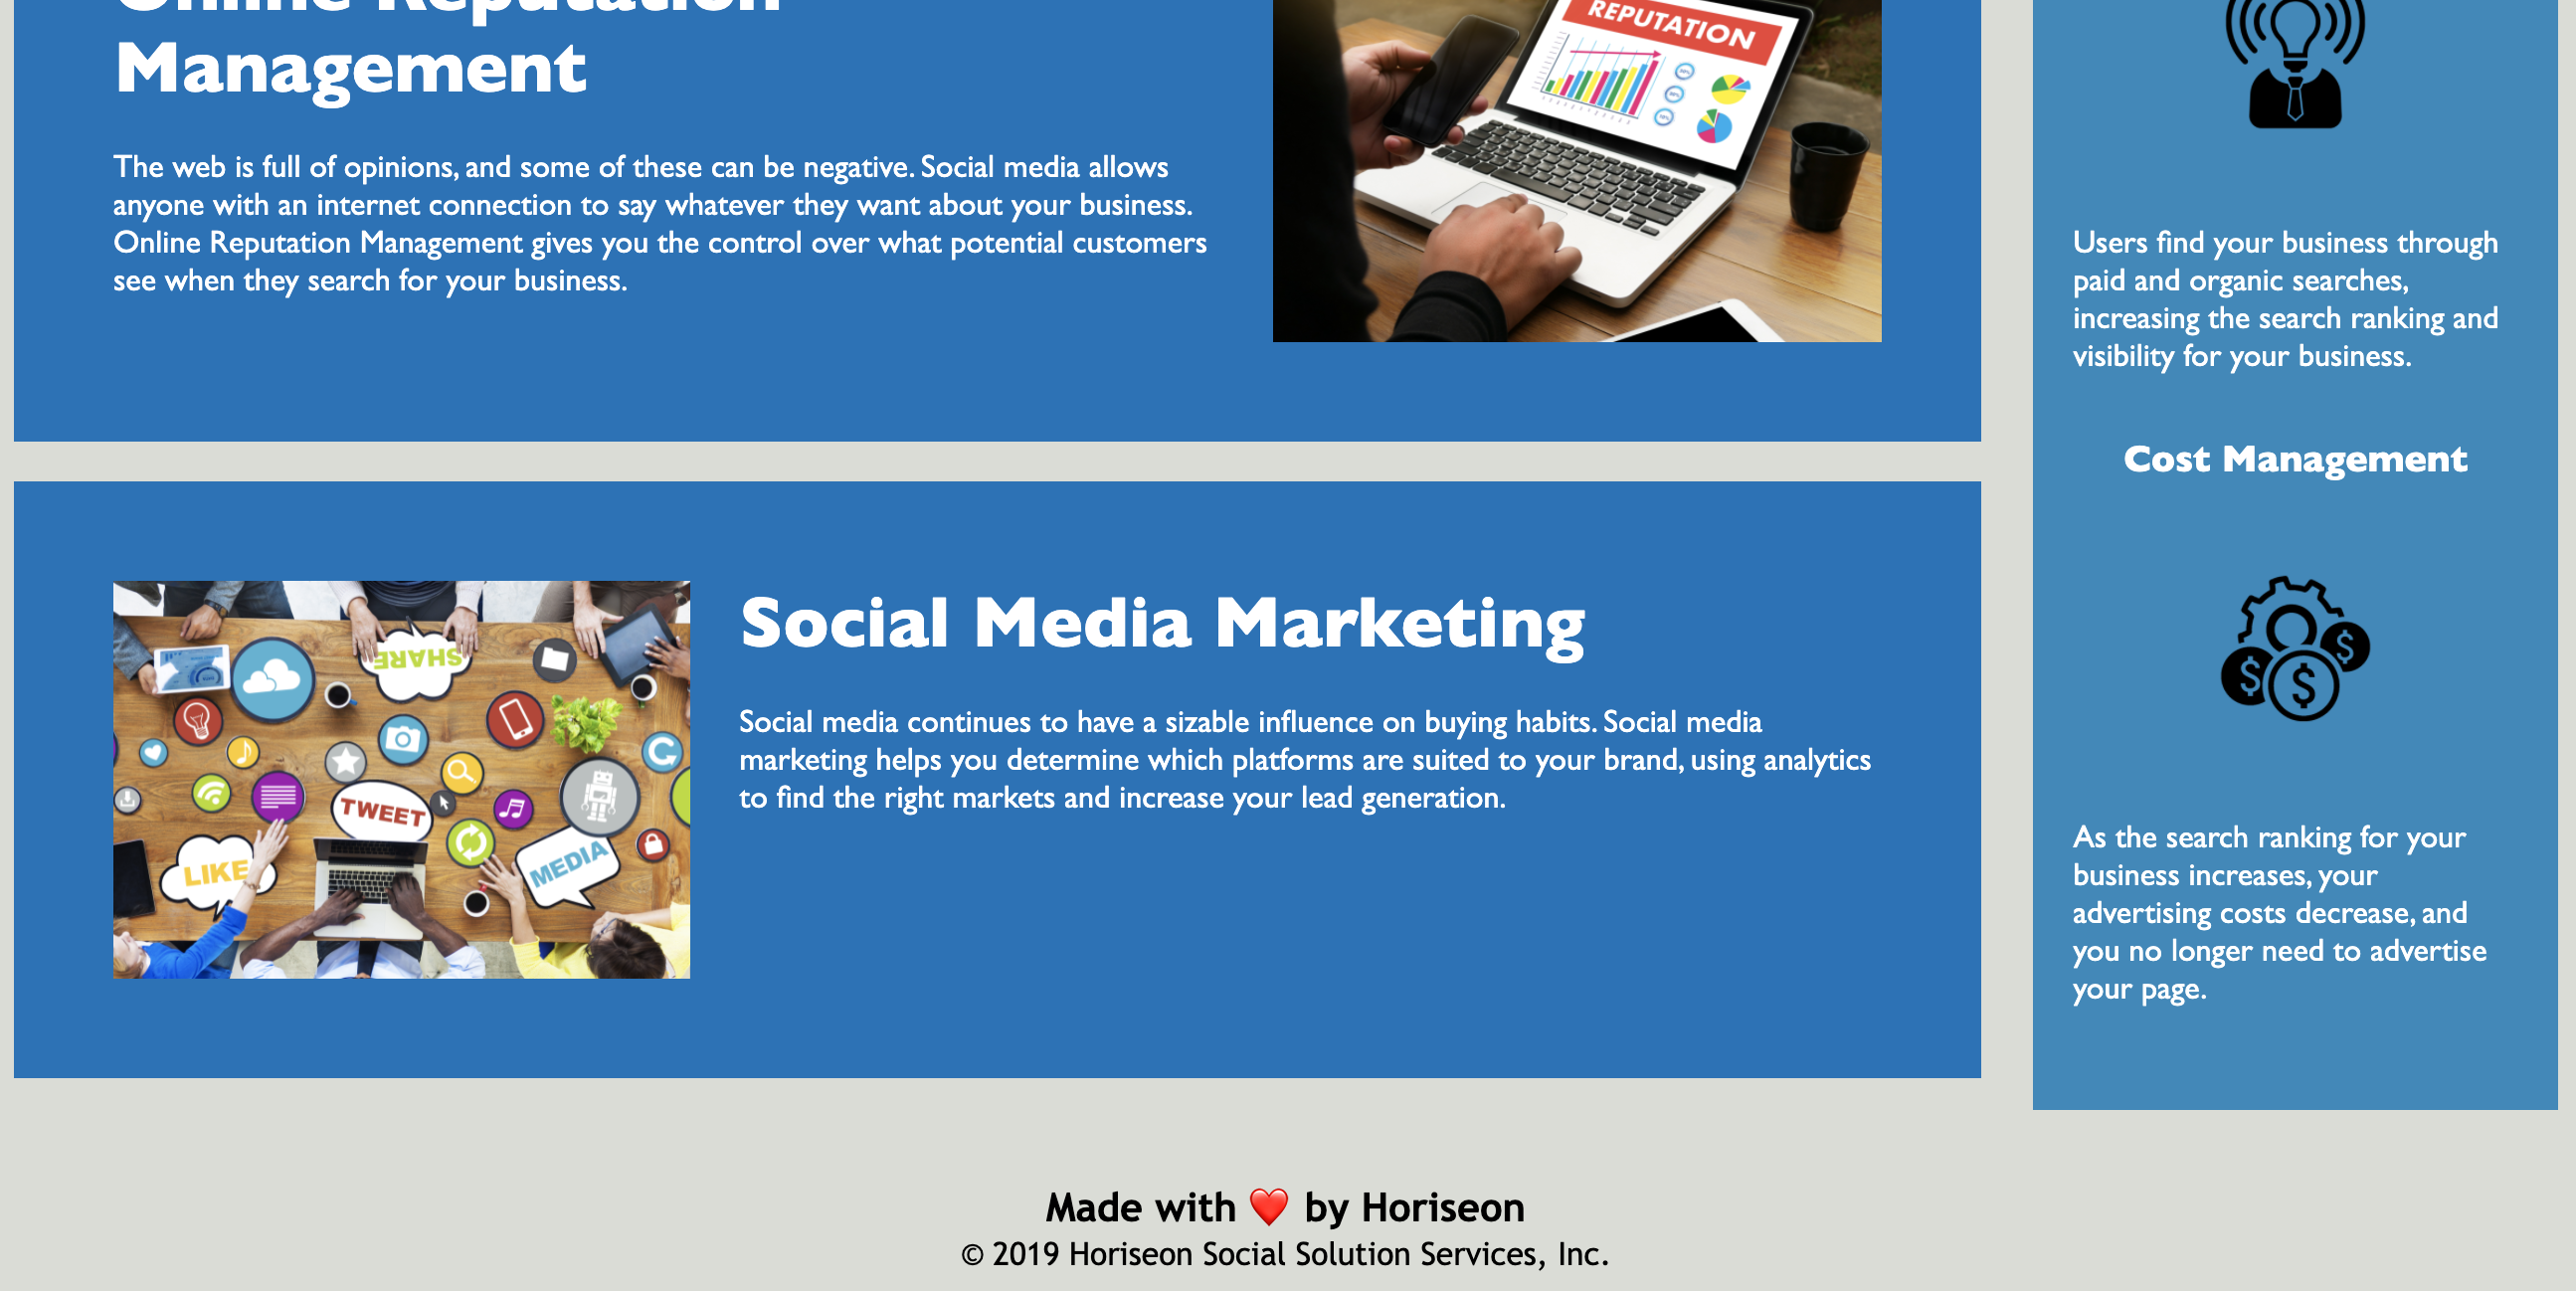 Online Reputation
Management
The web is full of opinions, and some of these can be negative. Social media allows
anyone with an internet connection to say whatever they want about your business.
Online Reputation Management gives you the control over what potential customers
see when they search for your business.
REPUTATION
Social Media Marketing
Social media continues to have a sizable influence on buying habits. Social media
marketing helps you determine which platforms are suited to your brand, using analytics
to find the right markets and increase your lead generation.
SHARE
TWEET
LIKE
MEDIA
Users find your business through
paid and organic searches,
increasing the search ranking and
visibility for your business.
Cost Management
$ $ $
As the search ranking for your
business increases, your
advertising costs decrease, and
you no longer need to advertise
your page.
Made with ❤️ by Horiseon
© 2019 Horiseon Social Solution Services, Inc.